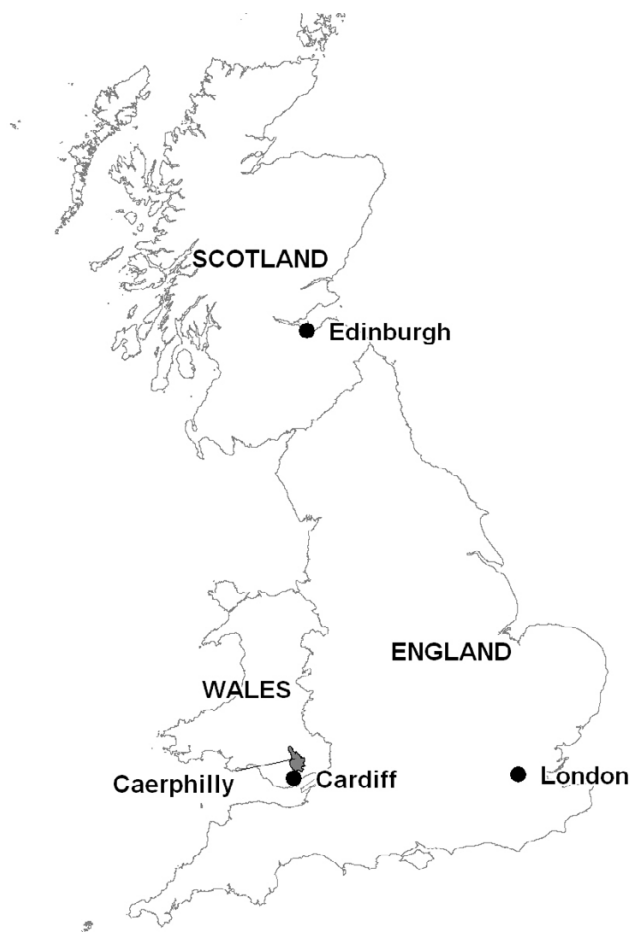 SCOTLAND
Edinburgh
ENGLAND
WALES
Caerphilly
Cardiff
London